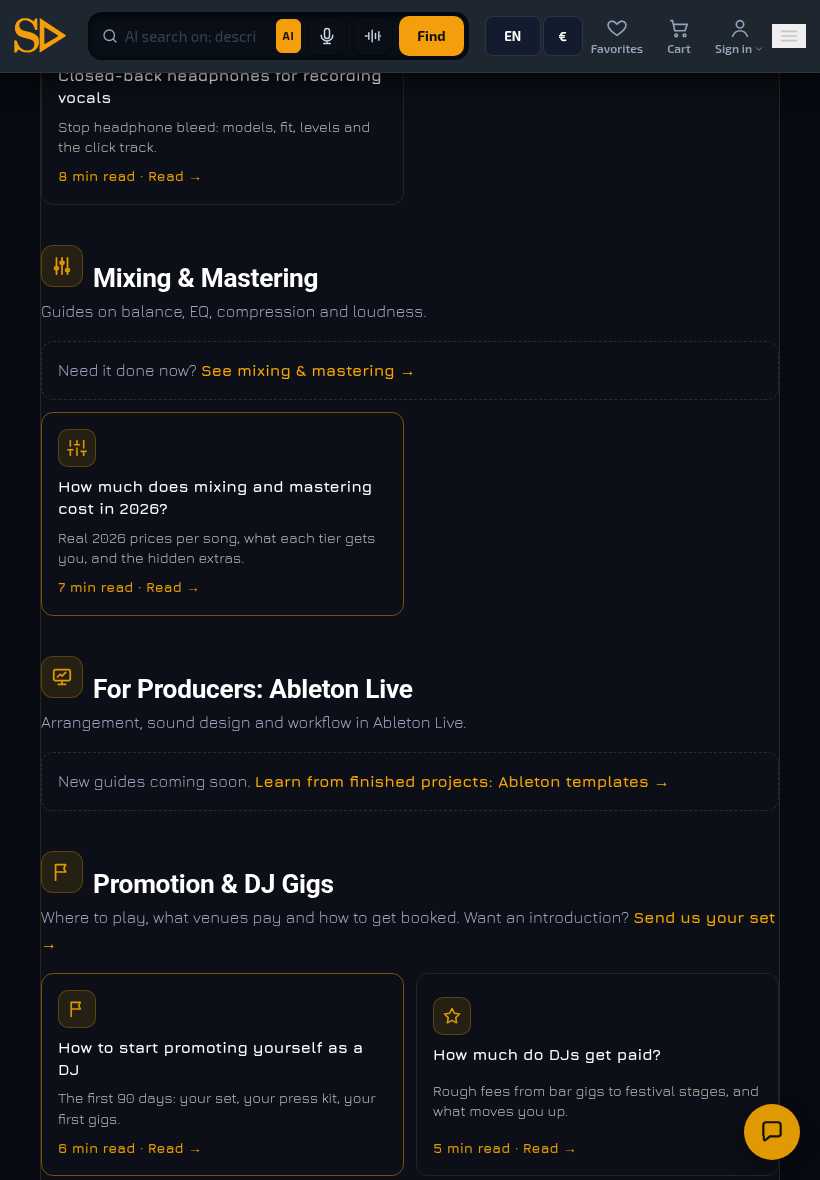 SD
AI search on: descri
AI
Find
EN
€
Favorites
Cart
Sign in
Closed-back headphones for recording
vocals
Stop headphone bleed: models, fit, levels and
the click track.
8 min read · Read →
Mixing & Mastering
Guides on balance, EQ, compression and loudness.
Need it done now? See mixing & mastering →
How much does mixing and mastering
cost in 2026?
Real 2026 prices per song, what each tier gets
you, and the hidden extras.
7 min read · Read →
For Producers: Ableton Live
Arrangement, sound design and workflow in Ableton Live.
New guides coming soon. Learn from finished projects: Ableton templates →
Promotion & DJ Gigs
Where to play, what venues pay and how to get booked. Want an introduction? Send us your set
→
How to start promoting yourself as a
DJ
The first 90 days: your set, your press kit, your
first gigs.
6 min read · Read →
How much do DJs get paid?
Rough fees from bar gigs to festival stages, and
what moves you up.
5 min read · Read →